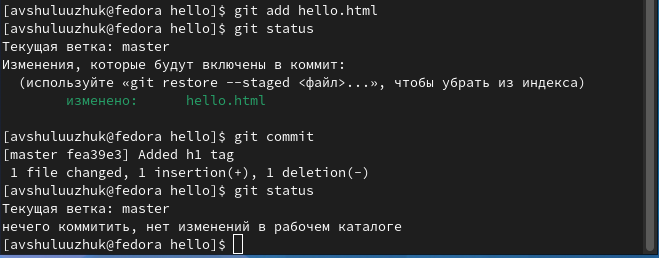 [avshuluuzhuk@fedora hello]$ git add hello.html
[avshuluuzhuk@fedora hello]$ git status
Текущая ветка: master
Изменения, которые будут включены в коммит:
  (используйте «git restore --staged <файл>...», чтобы убрать из индекса)
        изменено:      hello.html
[avshuluuzhuk@fedora hello]$ git commit
[master fea39e3] Added h1 tag
 1 file changed, 1 insertion(+), 1 deletion(-)
[avshuluuzhuk@fedora hello]$ git status
Текущая ветка: master
нечего коммитить, нет изменений в рабочем каталоге
[avshuluuzhuk@fedora hello]$